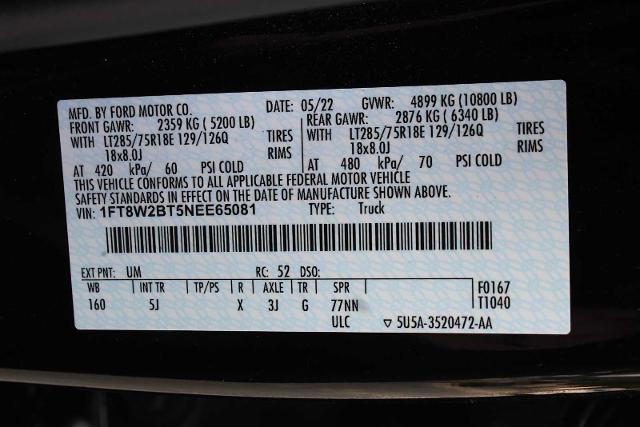 MFD. BY FORD MOTOR CO. DATE: 05/22 GVWR: 4899 KG (10800 LB)
FRONT GAWR: 2359 KG ( 5200 LB) REAR GAWR: 2876 KG ( 6340 LB)
WITH LT285/75R18E 129/126Q TIRES WITH LT285/75R18E 129/126Q TIRES
18x8.0J RIMS 18x8.0J RIMS
AT 420 kPa/ 60 PSI COLD AT 480 kPa/ 70 PSI COLD
THIS VEHICLE CONFORMS TO ALL APPLICABLE FEDERAL MOTOR VEHICLE
SAFETY STANDARDS IN EFFECT ON THE DATE OF MANUFACTURE SHOWN ABOVE.
VIN: 1FT8W2BT5NEE65081 TYPE: Truck
EXT PNT: UM RC: 52 DSO:
WB INT TR TP/PS R AXLE TR SPR F0167
160 5J X 3J G 77NN T1040
ULC ▽ 5U5A-3520472-AA